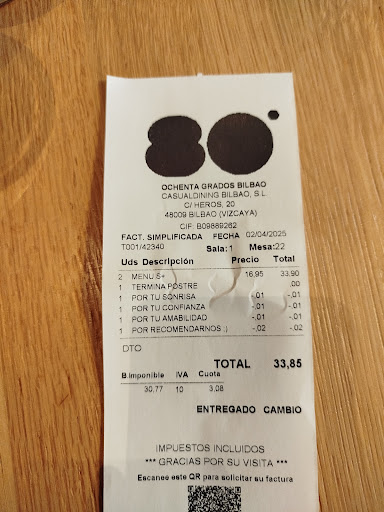 80°
OCHENTA GRADOS BILBAO
CASUALDINING BILBAO, S.L.
C/ HEROS, 20
48009 BILBAO (VIZCAYA)
CIF: B09889262
FACT. SIMPLIFICADA FECHA 02/04/2025
T001/42340 Sala: 1 Mesa:22
Uds Descripción Precio Total
2 MENU S+ 16,95 33,90
1 TERMINA POSTRE ,00
1 POR TU SONRISA -,01 -,01
1 POR TU CONFIANZA -,01 -,01
1 POR TU AMABILIDAD -,01 -,01
1 POR RECOMENDARNOS ;) -,02 -,02
DTO
TOTAL 33,85
B.Imponible IVA Cuota
30,77 10 3,08
ENTREGADO CAMBIO
IMPUESTOS INCLUIDOS
*** GRACIAS POR SU VISITA ***
Escanee este QR para solicitar su factura